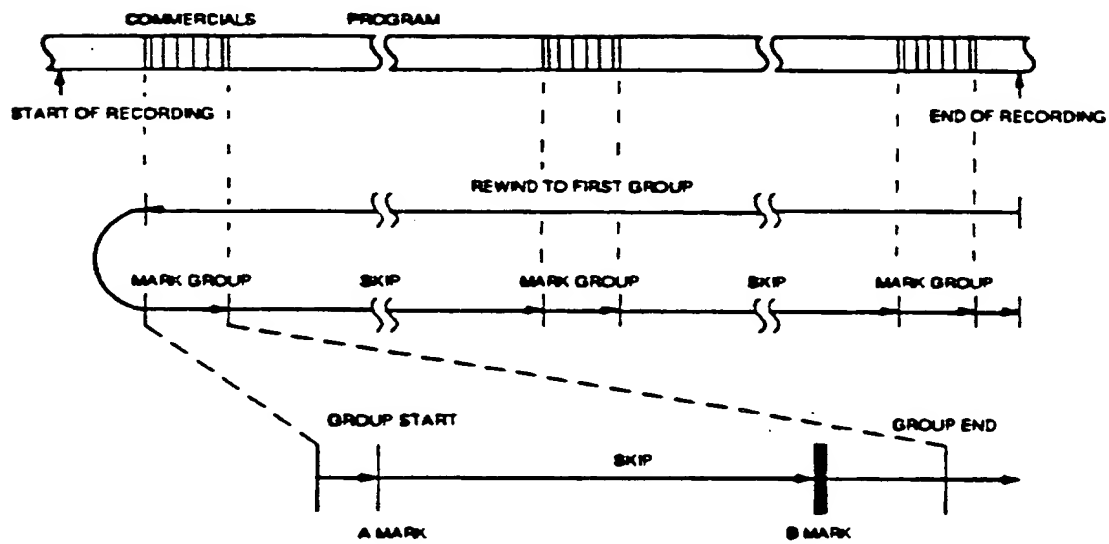 COMMERCIALS PROGRAM
START OF RECORDING END OF RECORDING
REWIND TO FIRST GROUP
MARK GROUP SKIP MARK GROUP SKIP MARK GROUP
GROUP START GROUP END
SKIP
A MARK B MARK